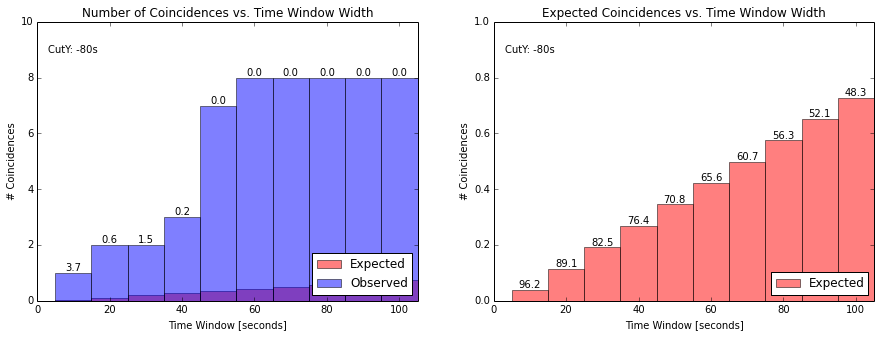 Number of Coincidences vs. Time Window Width
10
8
6
4
2
0
# Coincidences
CutY: -80s
3.7
0.6
1.5
0.2
0.0
0.0
0.0
0.0
0.0
0.0
Expected
Observed
0 20 40 60 80 100
Time Window [seconds]
Expected Coincidences vs. Time Window Width
1.0
0.8
0.6
0.4
0.2
0.0
# Coincidences
CutY: -80s
96.2
89.1
82.5
76.4
70.8
65.6
60.7
56.3
52.1
48.3
Expected
0 20 40 60 80 100
Time Window [seconds]